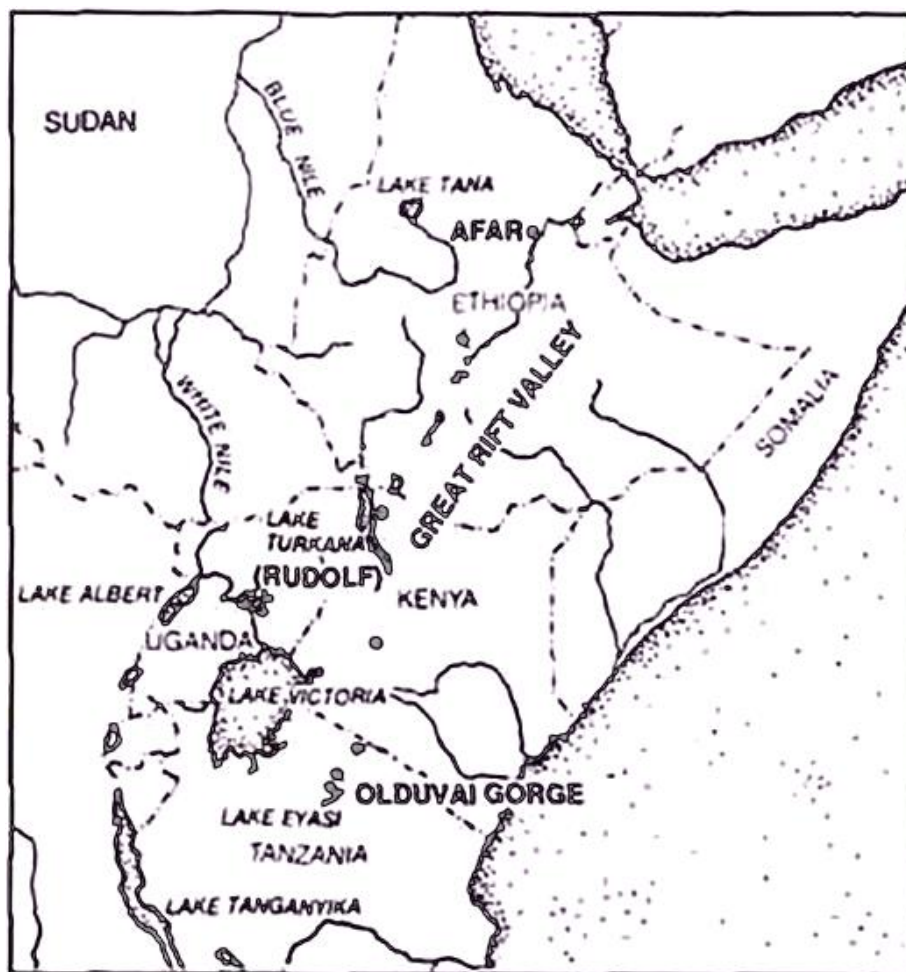 SUDAN
BLUE NILE
LAKE TANA
AFAR
ETHIOPIA
GREAT RIFT VALLEY
SOMALIA
WHITE NILE
LAKE
TURKANA
(RUDOLF)
LAKE ALBERT
KENYA
UGANDA
LAKE VICTORIA
OLDUVAI GORGE
LAKE EYASI
TANZANIA
LAKE TANGANYIKA